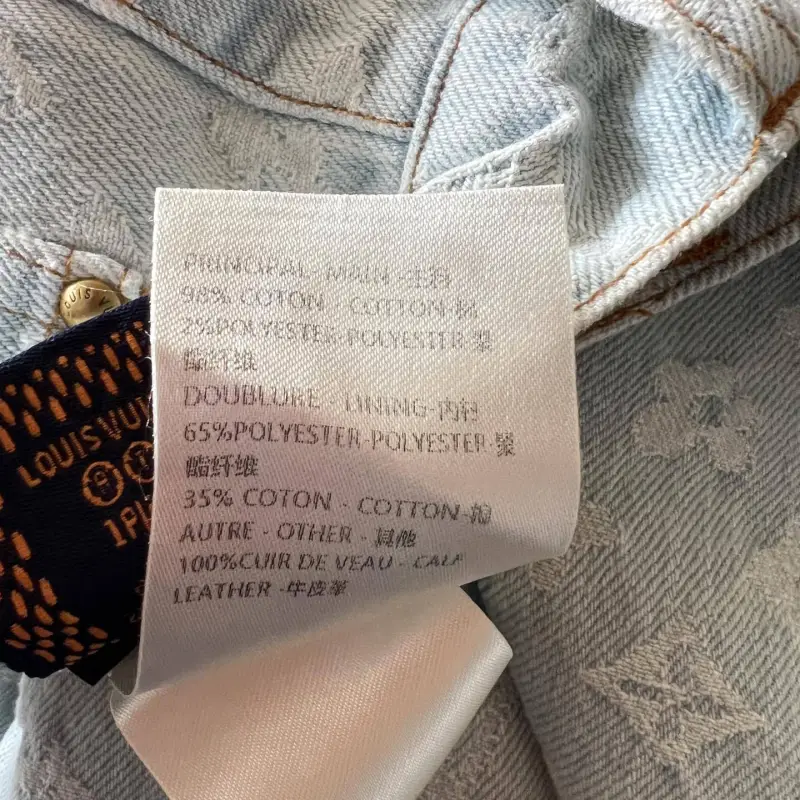 PRINCIPAL - MAIN - 主料
98% COTON - COTTON - 棉
2%POLYESTER-POLYESTER-聚
酯纤维
DOUBLURE - LINING-内衬
65%POLYESTER-POLYESTER-聚
酯纤维
35% COTON - COTTON -棉
AUTRE - OTHER - 其他
100%CUIR DE VEAU - CALF
LEATHER -牛皮革
LOUIS VUIT